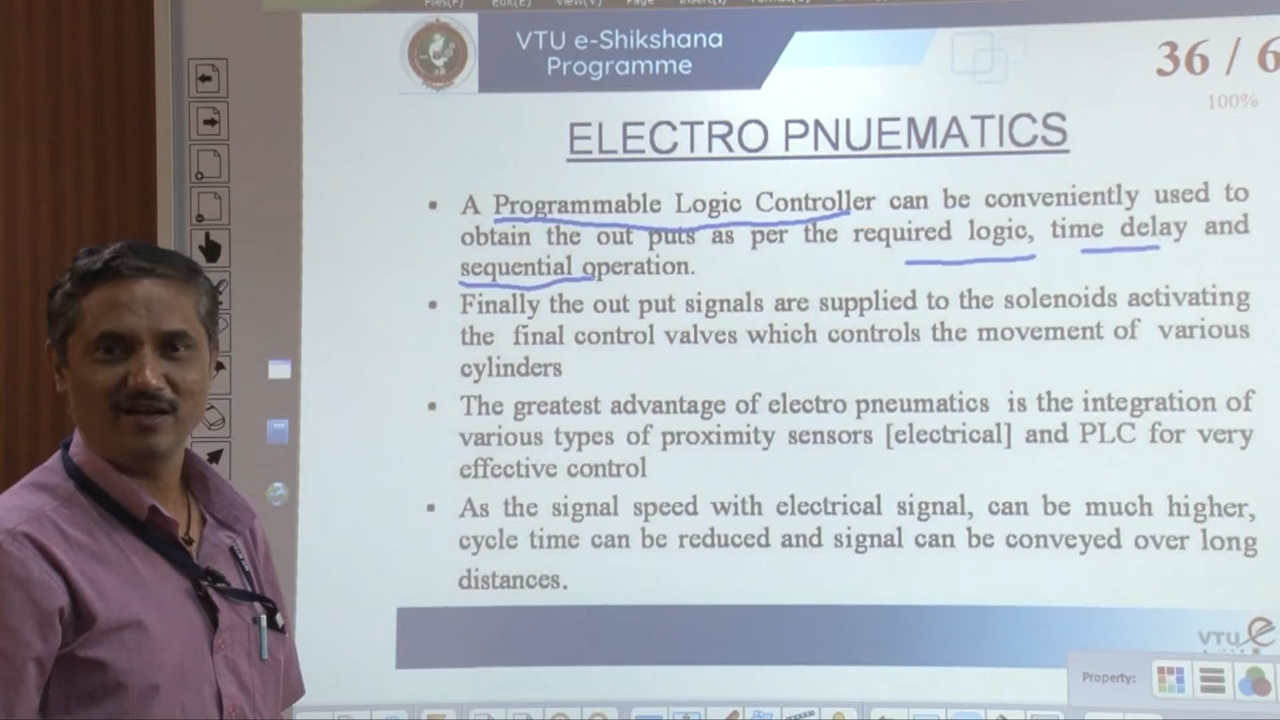 Files(F) Edit(E) View(V) Page Insert(I)
VTU e-Shikshana
Programme
36 / 6
100%
ELECTRO PNUEMATICS
▪ A Programmable Logic Controller can be conveniently used to
obtain the out puts as per the required logic, time delay and
sequential operation.
▪ Finally the out put signals are supplied to the solenoids activating
the final control valves which controls the movement of various
cylinders
▪ The greatest advantage of electro pneumatics is the integration of
various types of proximity sensors [electrical] and PLC for very
effective control
▪ As the signal speed with electrical signal, can be much higher,
cycle time can be reduced and signal can be conveyed over long
distances.
VTU e
Property: